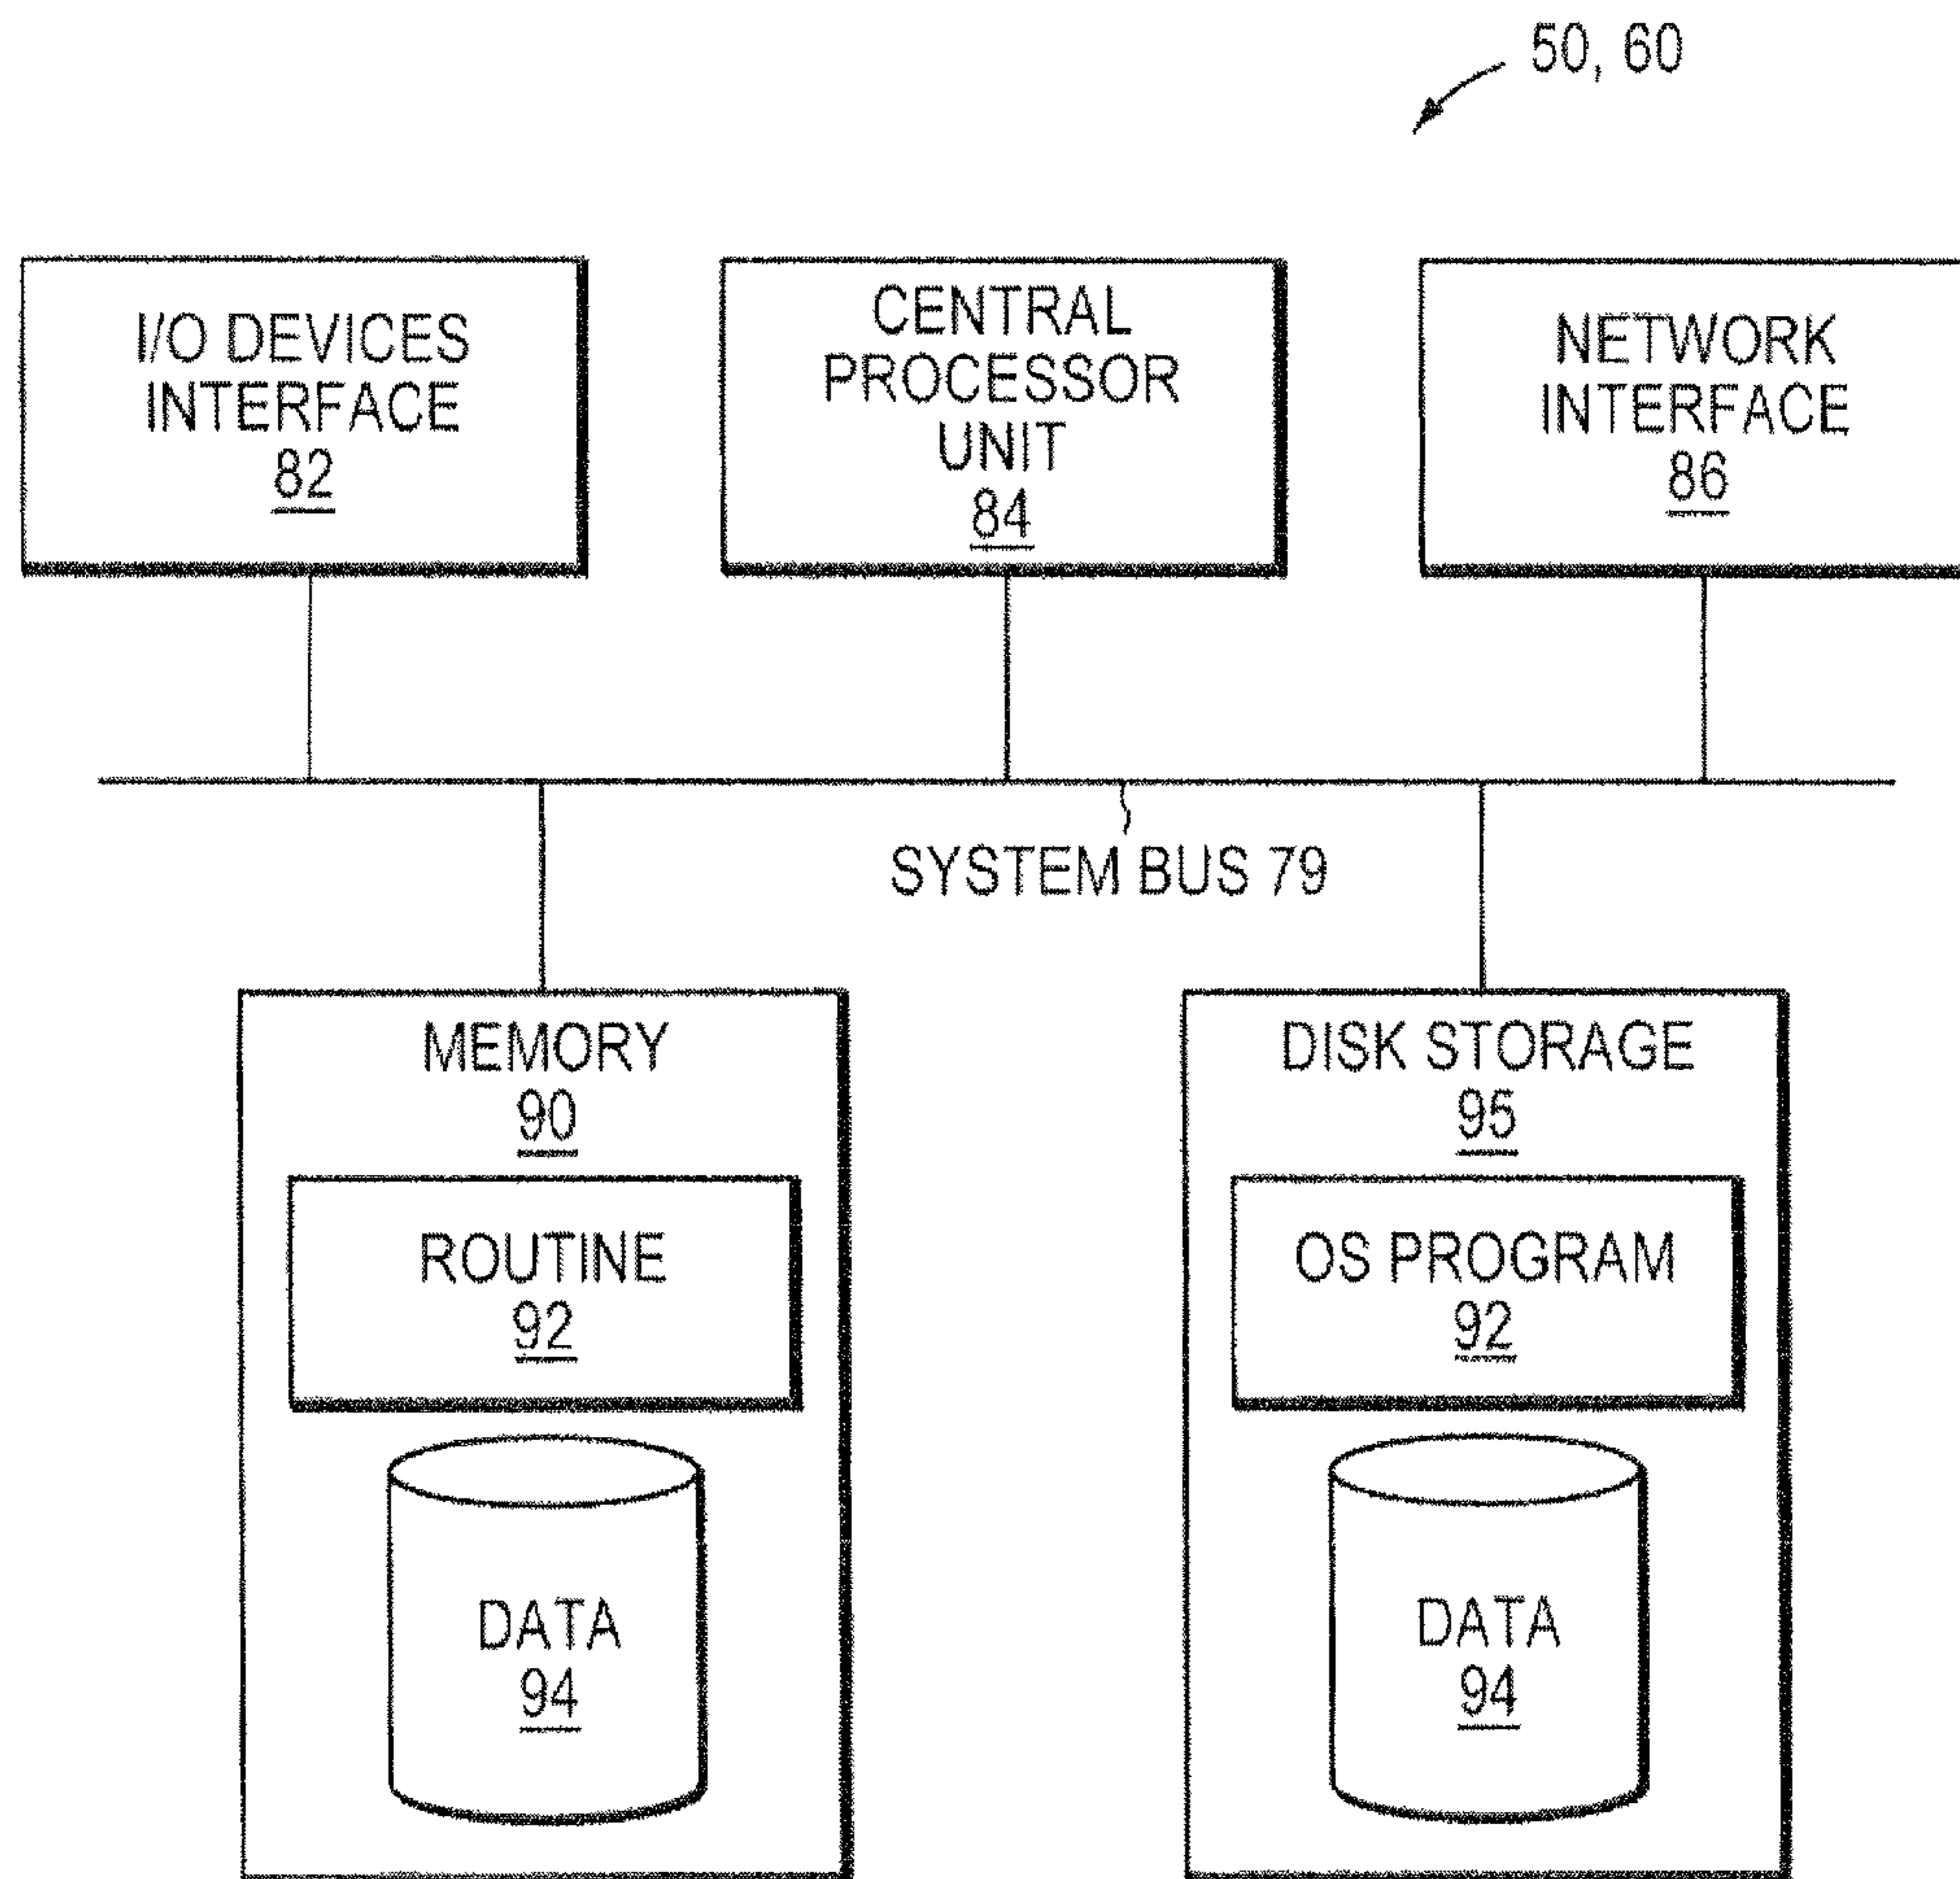 50, 60
I/O DEVICES
INTERFACE
82
CENTRAL
PROCESSOR
UNIT
84
NETWORK
INTERFACE
86
SYSTEM BUS 79
MEMORY
90
ROUTINE
92
DATA
94
DISK STORAGE
95
OS PROGRAM
92
DATA
94